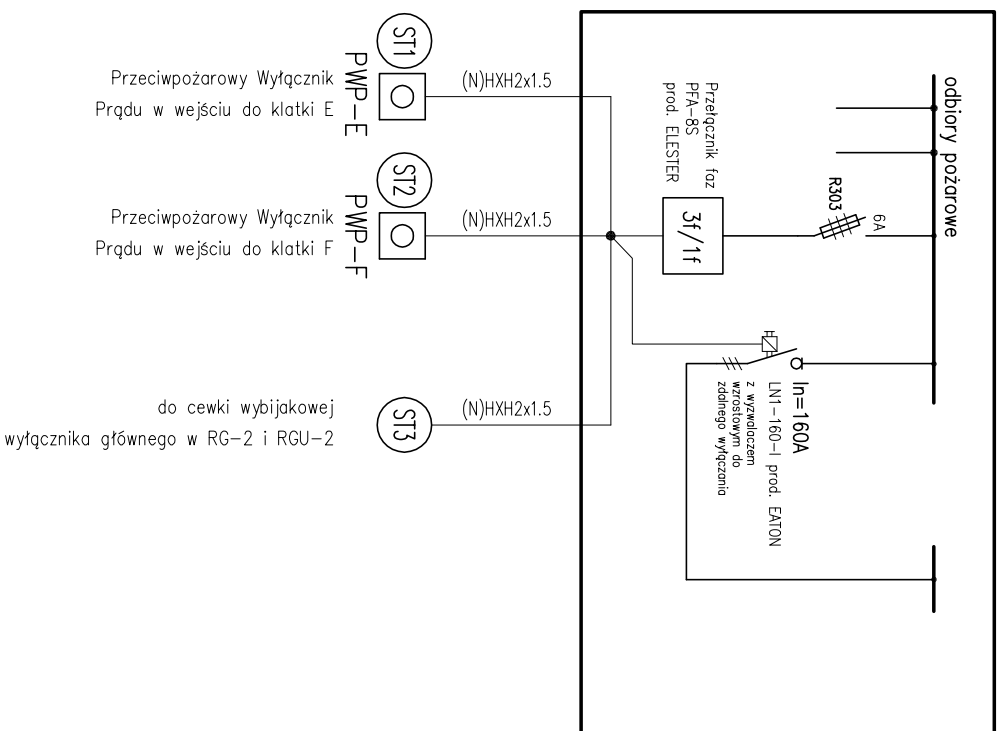 ST1
PWP-E
Przeciwpożarowy Wyłącznik
Prądu w wejściu do klatki E
(N)HXH2x1.5
ST2
PWP-F
Przeciwpożarowy Wyłącznik
Prądu w wejściu do klatki F
(N)HXH2x1.5
do cewki wybijakowej
wyłącznika głównego w RG-2 i RGU-2
ST3
(N)HXH2x1.5
odbiory pożarowe
Przełącznik faz
PFA-8S
prod. ELESTER
3f/1f
R303
6A
In=160A
LN1-160-I prod. EATON
z wyzwalaczem
wzrostowym do
zdalnego wyłączania